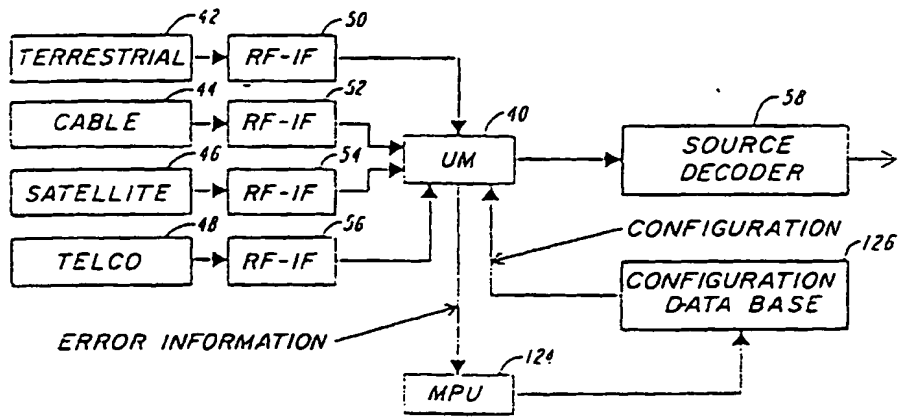 42
50
TERRESTRIAL
RF-IF
44
52
40
58
CABLE
RF-IF
UM
SOURCE
DECODER
46
54
SATELLITE
RF-IF
48
56
CONFIGURATION
126
TELCO
RF-IF
CONFIGURATION
DATA BASE
ERROR INFORMATION
124
MPU